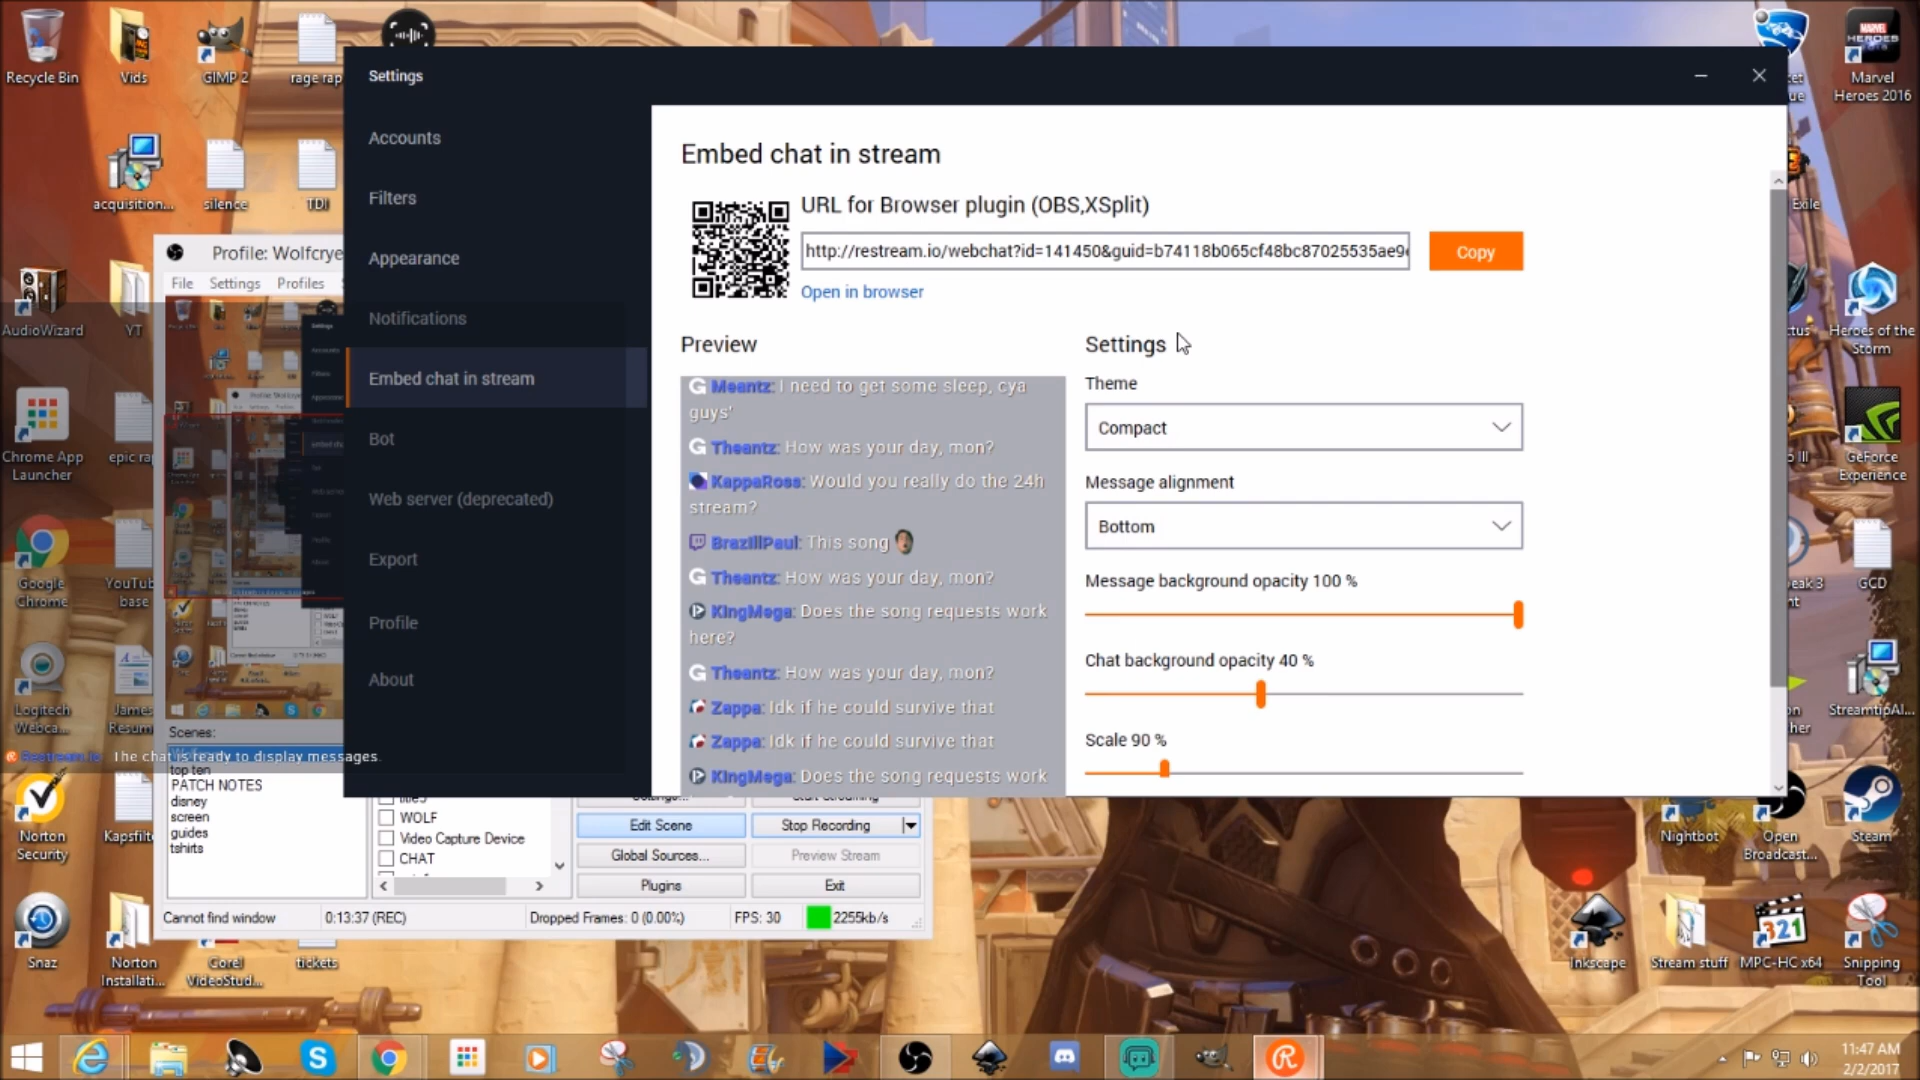 Recycle Bin
Vids
GIMP 2
rage rap
Marvel
Heroes 2016
acquisition...
silence
TDI
Exile
AudioWizard
YT
Heroes of the
Storm
Chrome App
Launcher
epic rap
GeForce
Experience
Google
Chrome
YouTub
base
GCD
Logitech
Webca...
James
Resum
StreamtipAl...
Norton
Security
Kapsfilt
Nightbot
Open
Broadcast...
Steam
Snaz
Norton
Installati...
Corel
VideoStud...
tickets
Inkscape
Stream stuff
MPC-HC x64
Snipping
Tool
Settings
Accounts
Filters
Appearance
Notifications
Embed chat in stream
Bot
Web server (deprecated)
Export
Profile
About
Embed chat in stream
URL for Browser plugin (OBS,XSplit)
http://restream.io/webchat?id=141450&guid=b74118b065cf48bc87025535ae9
Copy
Open in browser
Preview
Meantz: I need to get some sleep, cya
guys'
Theantz: How was your day, mon?
KappaRoss: Would you really do the 24h
stream?
BrazilPaul: This song
Theantz: How was your day, mon?
KingMega: Does the song requests work
here?
Theantz: How was your day, mon?
Zappa: Idk if he could survive that
Zappa: Idk if he could survive that
KingMega: Does the song requests work
Settings
Theme
Compact
Message alignment
Bottom
Message background opacity 100 %
Chat background opacity 40 %
Scale 90 %
Profile: Wolfcrye
File Settings Profiles
Scenes:
Restream.io The chat is ready to display messages.
top ten
PATCH NOTES
disney
screen
guides
tshirts
WOLF
Video Capture Device
CHAT
Edit Scene
Stop Recording
Global Sources...
Preview Stream
Plugins
Exit
Cannot find window
0:13:37 (REC)
Dropped Frames: 0 (0.00%)
FPS: 30
2255kb/s
11:47 AM
2/2/2017